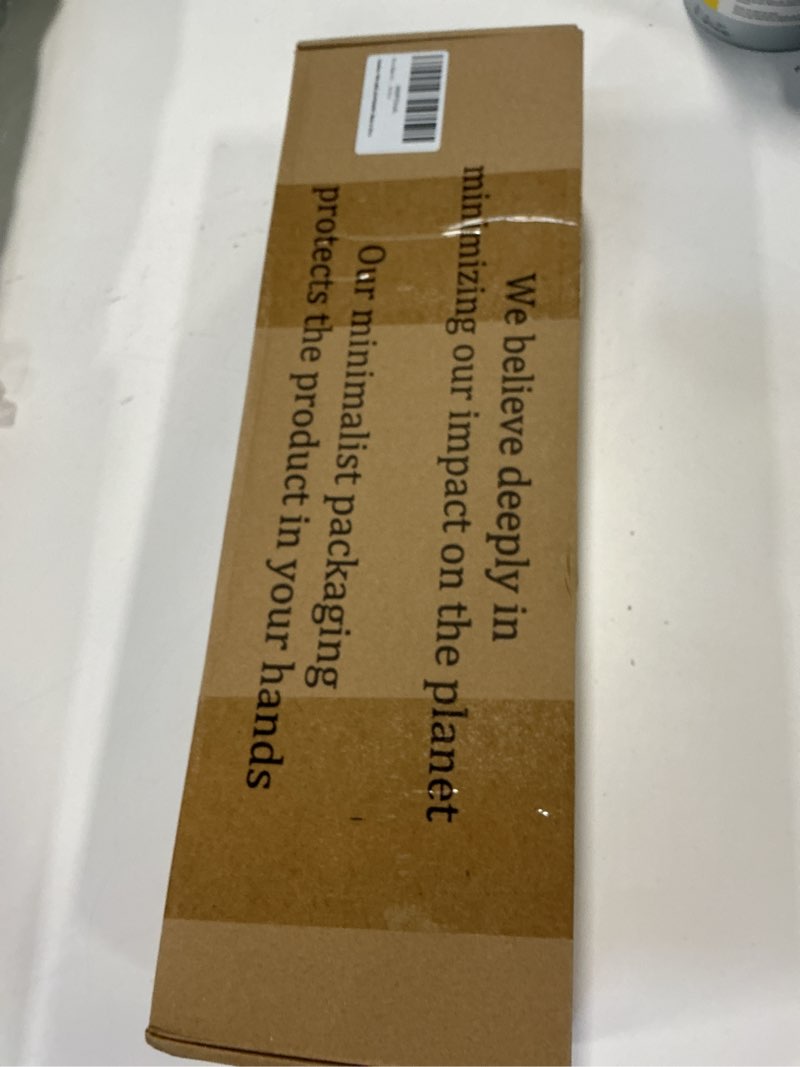 We believe deeply in
minimizing our impact on the planet
Our minimalist packaging
protects the product in your hands